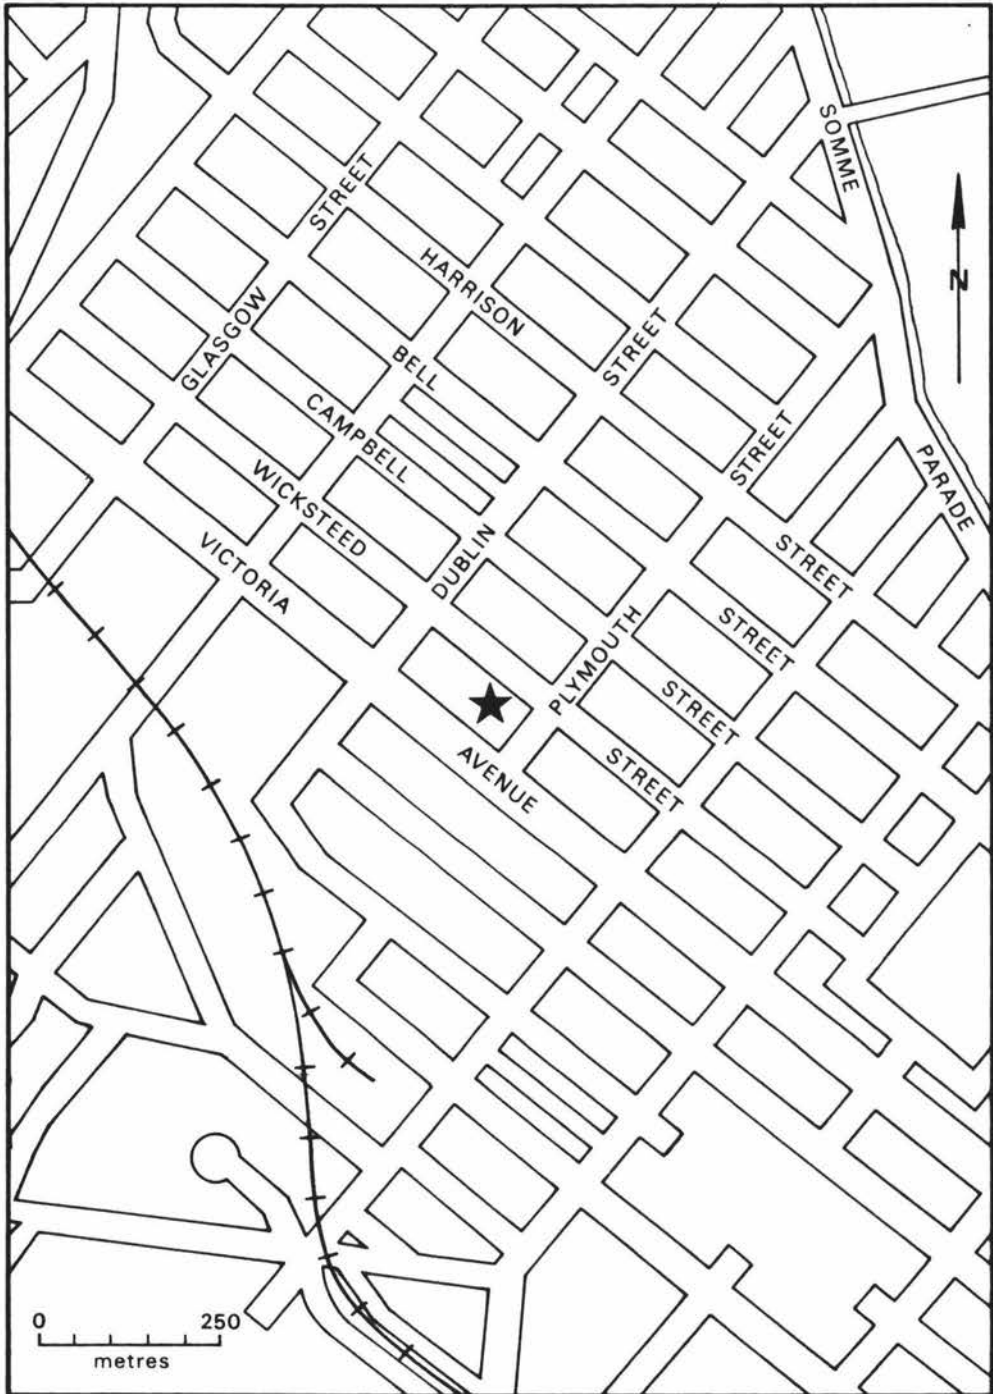 SOMME
PARADE
N
GLASGOW STREET
HARRISON STREET
BELL STREET
CAMPBELL STREET
WICKSTEED STREET
VICTORIA AVENUE
DUBLIN STREET
PLYMOUTH STREET
0 250
metres